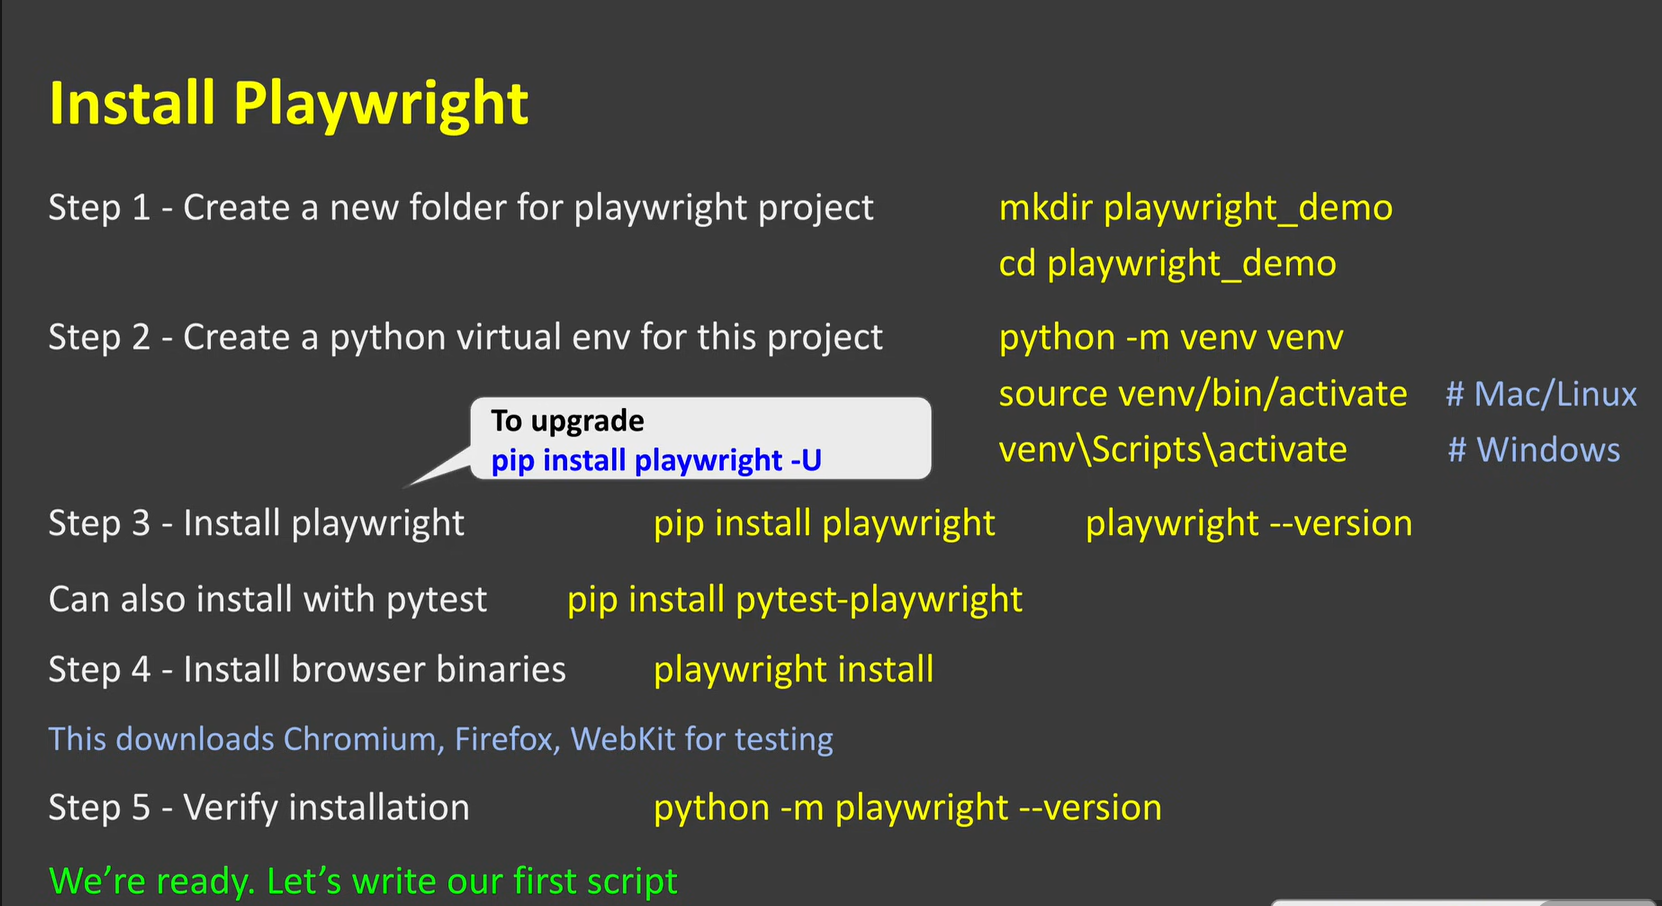 Install Playwright
Step 1 - Create a new folder for playwright project mkdir playwright_demo
cd playwright_demo
Step 2 - Create a python virtual env for this project python -m venv venv
source venv/bin/activate # Mac/Linux
venv\Scripts\activate # Windows
To upgrade
pip install playwright -U
Step 3 - Install playwright pip install playwright playwright --version
Can also install with pytest pip install pytest-playwright
Step 4 - Install browser binaries playwright install
This downloads Chromium, Firefox, WebKit for testing
Step 5 - Verify installation python -m playwright --version
We’re ready. Let’s write our first script